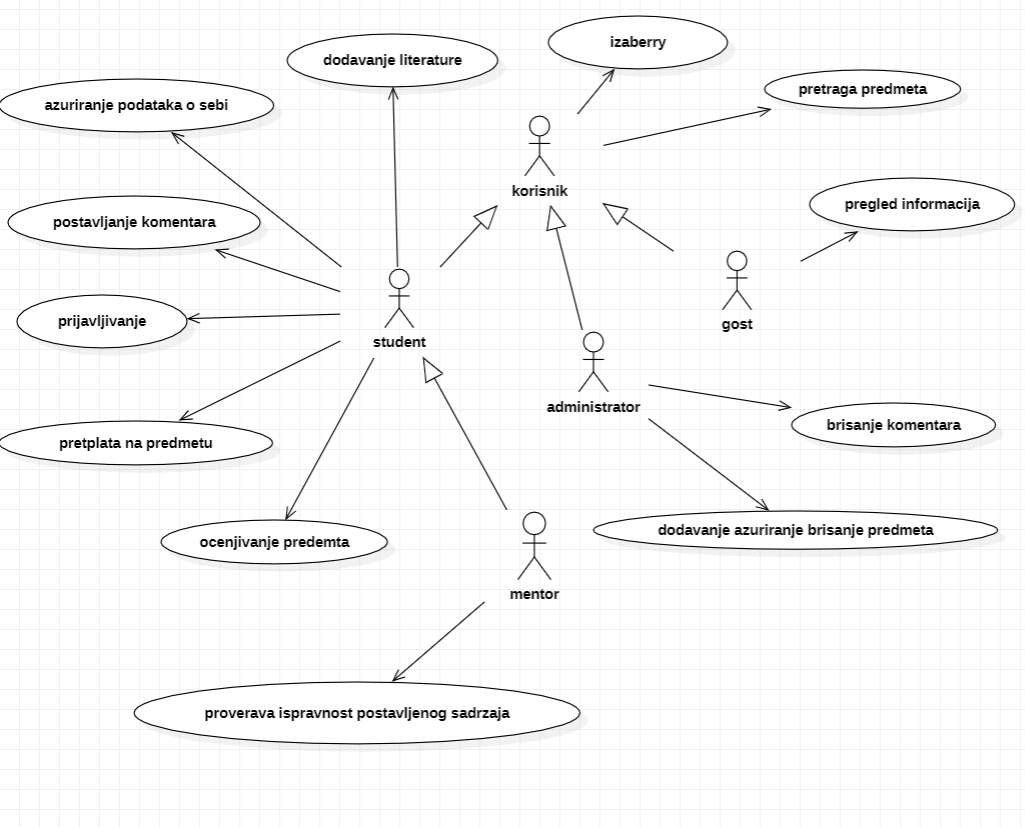 izaberry
dodavanje literature
pretraga predmeta
azuriranje podataka o sebi
korisnik
pregled informacija
postavljanje komentara
prijavljivanje
gost
student
administrator
brisanje komentara
pretplata na predmetu
dodavanje azuriranje brisanje predmeta
ocenjivanje predemta
mentor
proverava ispravnost postavljenog sadrzaja